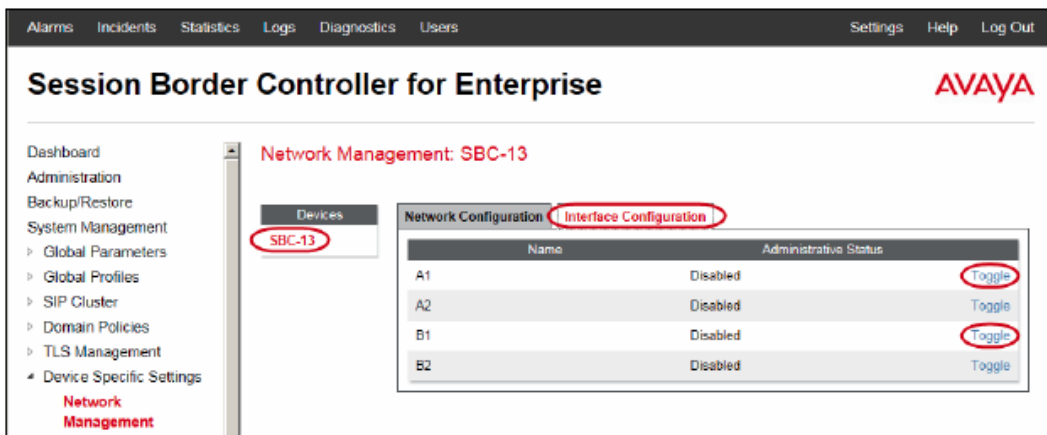 Alarms Incidents Statistics Logs Diagnostics Users Settings Help Log Out
Session Border Controller for Enterprise
AVAYA
Dashboard
Administration
Backup/Restore
System Management
Global Parameters
Global Profiles
SIP Cluster
Domain Policies
TLS Management
Device Specific Settings
Network
Management
Network Management: SBC-13
Devices
SBC-13
Network Configuration Interface Configuration
Name Administrative Status
A1 Disabled Toggle
A2 Disabled Toggle
B1 Disabled Toggle
B2 Disabled Toggle